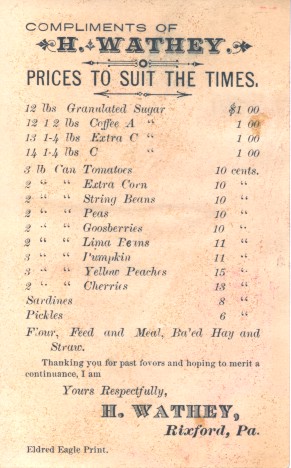 COMPLIMENTS OF
H. WATHEY.
PRICES TO SUIT THE TIMES.
12 lbs Granulated Sugar $1 00
12 1 2 lbs Coffee A “ 1 00
13 1-4 lbs Extra C “ 1 00
14 1-4 lbs C “ 1 00
3 lb Can Tomatoes 10 cents.
2 “ “ Extra Corn 10 “
2 “ “ String Beans 10 “
2 “ “ Peas 10 “
2 “ “ Goosberries 10 “
2 “ “ Lima Beans 11 “
3 “ “ Pumpkin 11 “
3 “ “ Yellow Peaches 15 “
2 “ “ Cherries 13 “
Sardines 8 “
Pickles 6 “
Flour, Feed and Meal, Ba'ed Hay and
Straw.
Thanking you for past favors and hoping to merit a
continuance, I am
Yours Respectfully,
H. WATHEY,
Rixford, Pa.
Eldred Eagle Print.